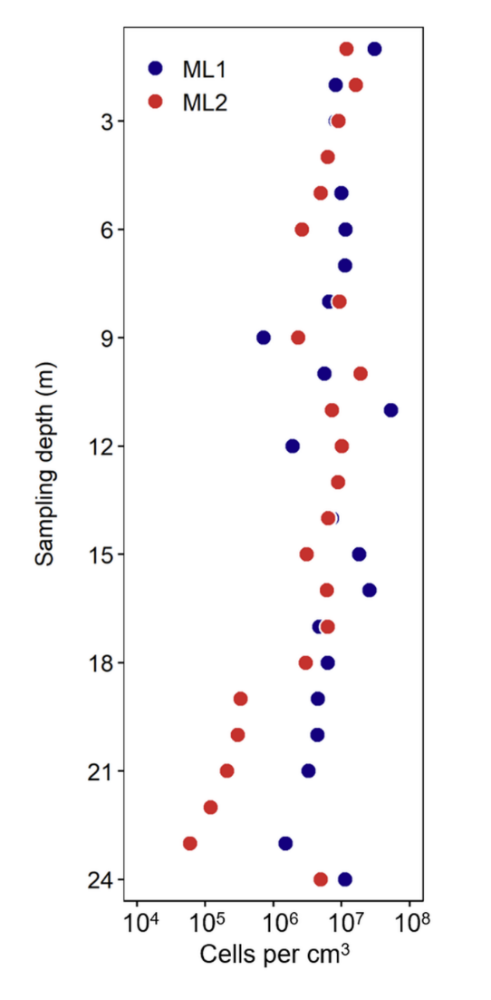 ML1
ML2
3
6
9
12
15
18
21
24
Sampling depth (m)
10⁴ 10⁵ 10⁶ 10⁷ 10⁸
Cells per cm³